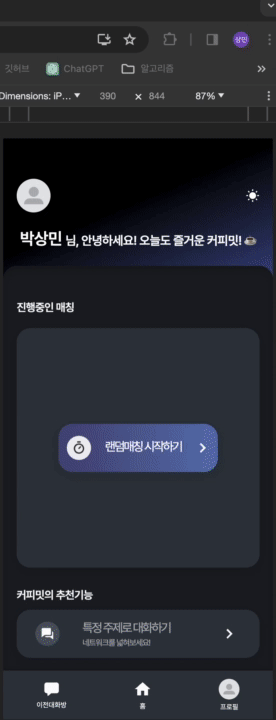 상민
깃허브
ChatGPT
알고리즘
»
Dimensions: iP... ▼ 390 × 844 87% ▼
박상민 님, 안녕하세요! 오늘도 즐거운 커피밋! ☕
진행중인 매칭
랜덤매칭 시작하기
커피밋의 추천기능
특정 주제로 대화하기
네트워크를 넓혀보세요!
이전대화방 홈 프로필